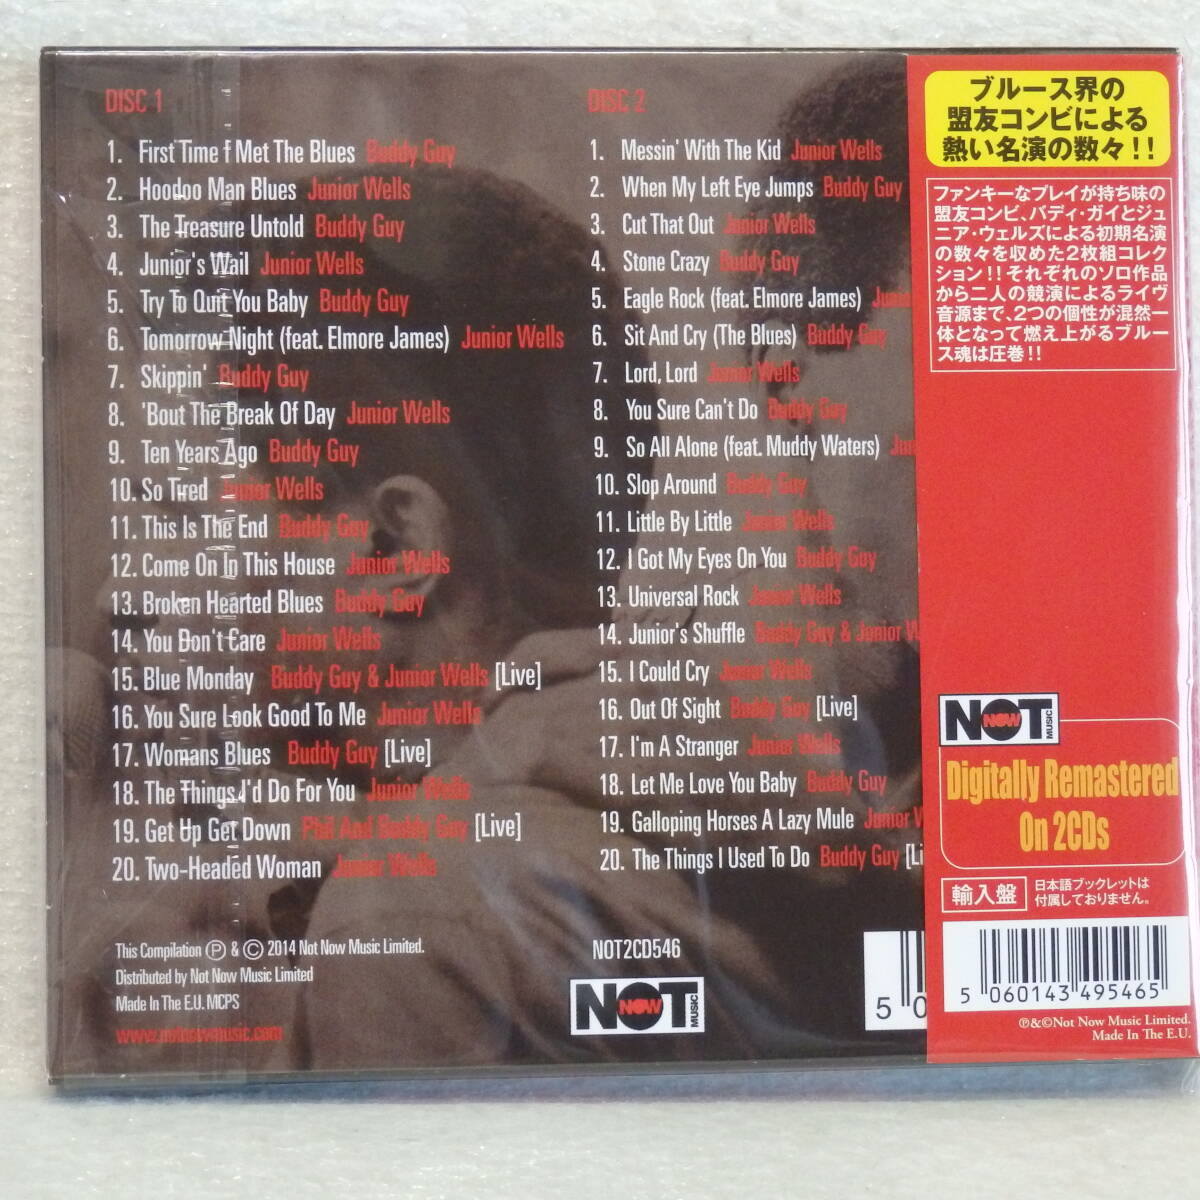 DISC 1
1. First Time I Met The Blues Buddy Guy
2. Hoodoo Man Blues Junior Wells
3. The Treasure Untold Buddy Guy
4. Junior's Wail Junior Wells
5. Try To Quit You Baby Buddy Guy
6. Tomorrow Night (feat. Elmore James) Junior Wells
7. Skippin' Buddy Guy
8. 'Bout The Break Of Day Junior Wells
9. Ten Years Ago Buddy Guy
10. So Tired Junior Wells
11. This Is The End Buddy Guy
12. Come On In This House Junior Wells
13. Broken Hearted Blues Buddy Guy
14. You Don't Care Junior Wells
15. Blue Monday Buddy Guy & Junior Wells [Live]
16. You Sure Look Good To Me Junior Wells
17. Womans Blues Buddy Guy [Live]
18. The Things I'd Do For You Junior Wells
19. Get Up Get Down Phil And Buddy Guy [Live]
20. Two-Headed Woman Junior Wells
DISC 2
1. Messin' With The Kid Junior Wells
2. When My Left Eye Jumps Buddy Guy
3. Cut That Out Junior Wells
4. Stone Crazy Buddy Guy
5. Eagle Rock (feat. Elmore James)
6. Sit And Cry (The Blues) Buddy Guy
7. Lord, Lord Junior Wells
8. You Sure Can't Do Buddy Guy
9. So All Alone (feat. Muddy Waters)
10. Slop Around Buddy Guy
11. Little By Little Junior Wells
12. I Got My Eyes On You Buddy Guy
13. Universal Rock Junior Wells
14. Junior's Shuffle Buddy Guy & Junior W
15. I Could Cry Junior Wells
16. Out Of Sight Buddy Guy [Live]
17. I'm A Stranger Junior Wells
18. Let Me Love You Baby Buddy Guy
19. Galloping Horses A Lazy Mule Junior W
20. The Things I Used To Do Buddy Guy [Li
This Compilation Ⓟ & © 2014 Not Now Music Limited.
Distributed by Not Now Music Limited
Made In The E.U. MCPS
www.notnowmusic.com
NOT2CD546
NOT NOW MUSIC
5 0
ブルース界の
盟友コンビによる
熱い名演の数々!!
ファンキーなプレイが持ち味の
盟友コンビ、バディ・ガイとジュ
ニア・ウェルズによる初期名演
の数々を収めた2枚組コレク
ション!!それぞれのソロ作品
から二人の競演によるライヴ
音源まで、2つの個性が混然一
体となって燃え上がるブルー
ス魂は圧巻!!
NOT NOW MUSIC
Digitally Remastered
On 2CDs
輸入盤
日本語ブックレットは
付属しておりません。
5 060143 495465
Ⓟ&©Not Now Music Limited.
Made In The E.U.